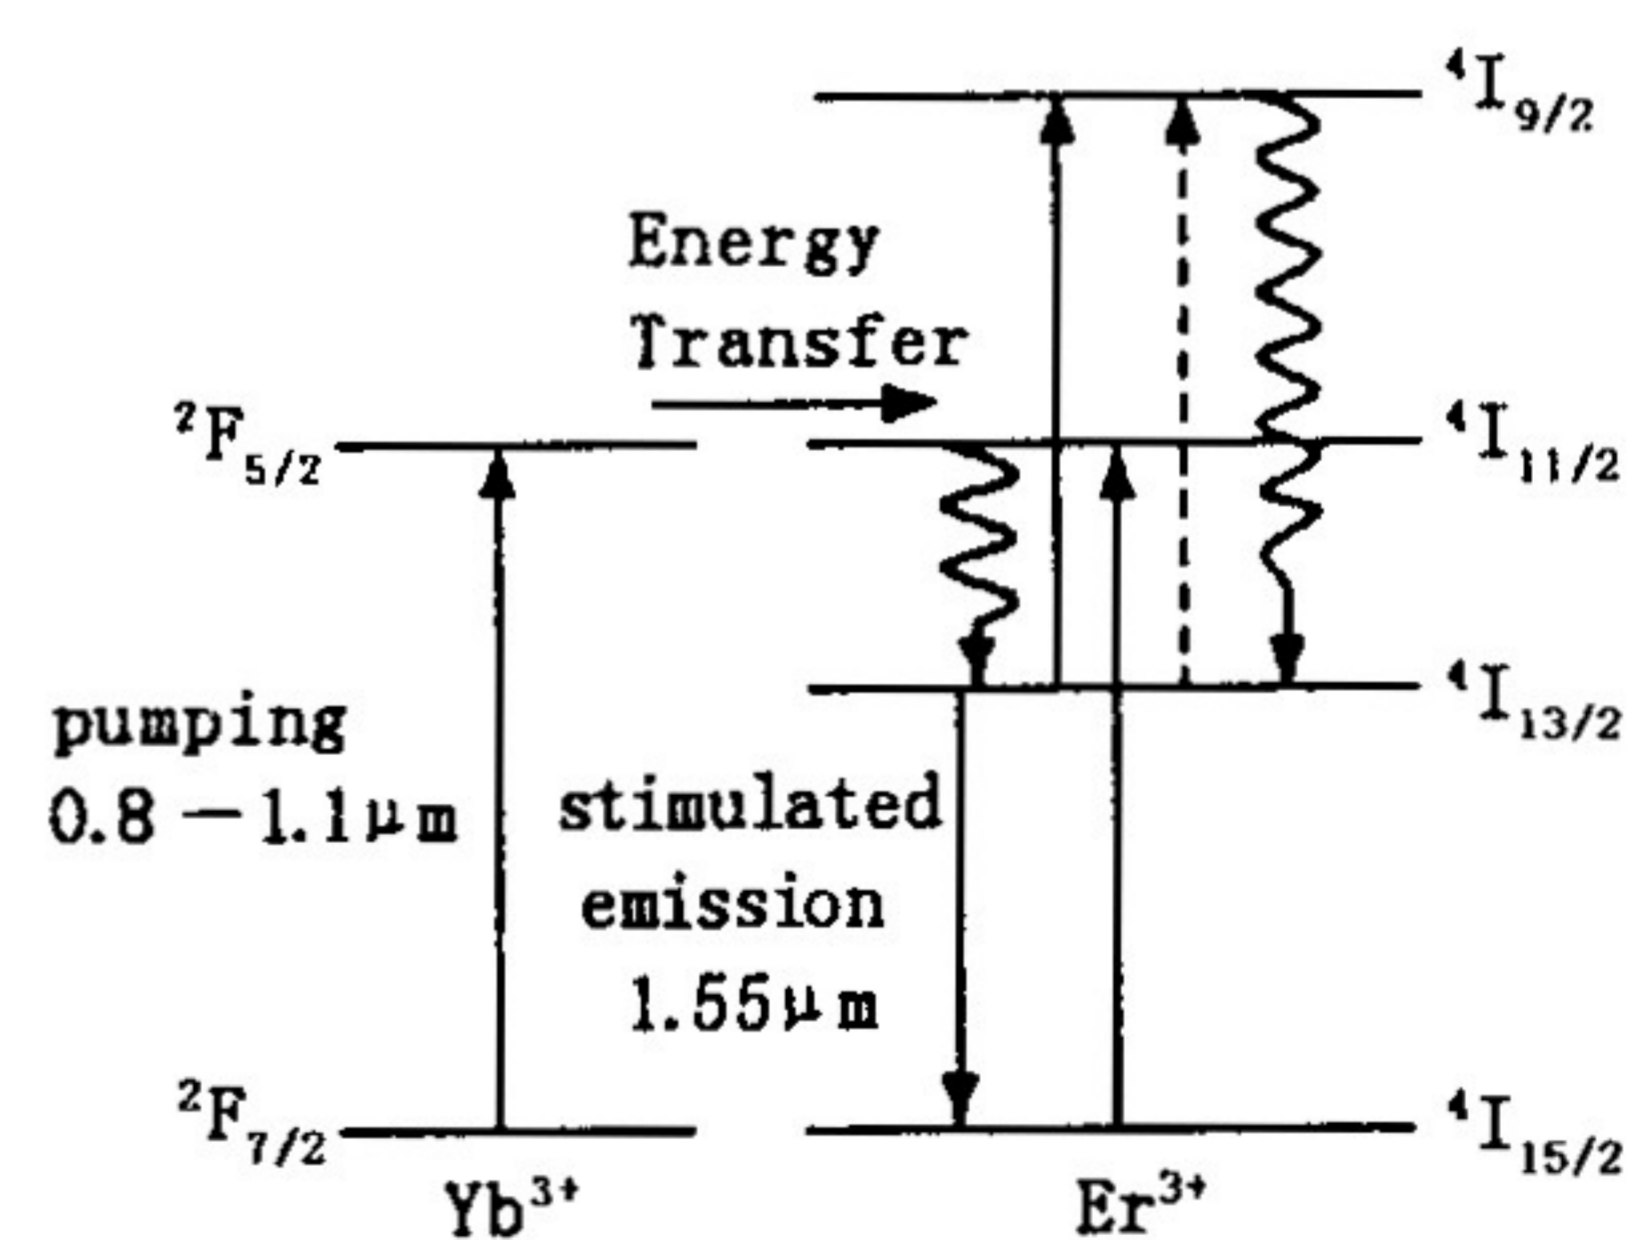 ⁴I₉/₂
Energy
Transfer
²F₅/₂
⁴I₁₁/₂
pumping
0.8－1.1μm
stimulated
emission
1.55μm
⁴I₁₃/₂
²F₇/₂
⁴I₁₅/₂
Yb³⁺
Er³⁺